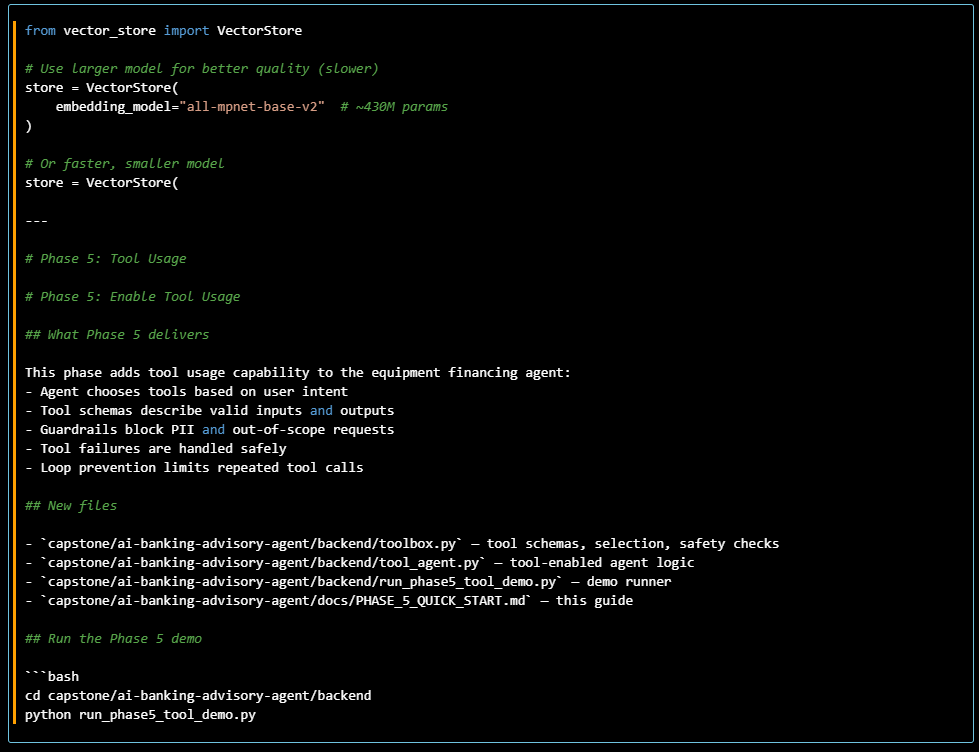 from vector_store import VectorStore
# Use larger model for better quality (slower)
store = VectorStore(
    embedding_model="all-mpnet-base-v2"  # ~430M params
)
# Or faster, smaller model
store = VectorStore(
---
# Phase 5: Tool Usage
# Phase 5: Enable Tool Usage
## What Phase 5 delivers
This phase adds tool usage capability to the equipment financing agent:
- Agent chooses tools based on user intent
- Tool schemas describe valid inputs and outputs
- Guardrails block PII and out-of-scope requests
- Tool failures are handled safely
- Loop prevention limits repeated tool calls
## New files
- `capstone/ai-banking-advisory-agent/backend/toolbox.py` — tool schemas, selection, safety checks
- `capstone/ai-banking-advisory-agent/backend/tool_agent.py` — tool-enabled agent logic
- `capstone/ai-banking-advisory-agent/backend/run_phase5_tool_demo.py` — demo runner
- `capstone/ai-banking-advisory-agent/docs/PHASE_5_QUICK_START.md` — this guide
## Run the Phase 5 demo
```bash
cd capstone/ai-banking-advisory-agent/backend
python run_phase5_tool_demo.py